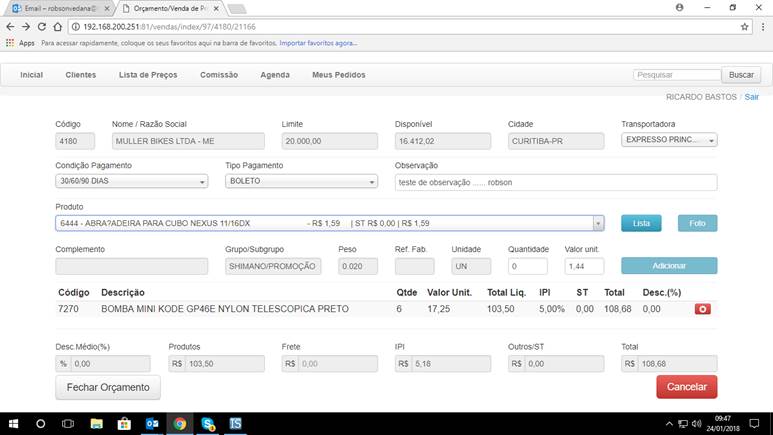 Email – robsonvedana@
Orçamento/Venda de Pe
192.168.200.251:81/vendas/index/97/4180/21166
Apps Para acessar rapidamente, coloque os seus favoritos aqui na barra de favoritos. Importar favoritos agora...
Inicial Clientes Lista de Preços Comissão Agenda Meus Pedidos Pesquisar Buscar
RICARDO BASTOS / Sair
Código Nome / Razão Social Limite Disponível Cidade Transportadora
4180 MULLER BIKES LTDA - ME 20.000,00 16.412,02 CURITIBA-PR EXPRESSO PRINC...
Condição Pagamento Tipo Pagamento Observação
30/60/90 DIAS BOLETO teste de observação ...... robson
Produto
6444 - ABRA?ADEIRA PARA CUBO NEXUS 11/16DX - R$ 1,59 | ST R$ 0,00 | R$ 1,59 Lista Foto
Complemento Grupo/Subgrupo Peso Ref. Fab. Unidade Quantidade Valor unit.
SHIMANO/PROMOÇÃO 0.020 UN 0 1,44 Adicionar
Código Descrição Qtde Valor Unit. Total Liq. IPI ST Total Desc.(%)
7270 BOMBA MINI KODE GP46E NYLON TELESCOPICA PRETO 6 17,25 103,50 5,00% 0,00 108,68 0,00
Desc.Médio(%) Produtos Frete IPI Outros/ST Total
% 0,00 R$ 103,50 R$ 0,00 R$ 5,18 R$ 0,00 R$ 108,68
Fechar Orçamento Cancelar
09:47
24/01/2018